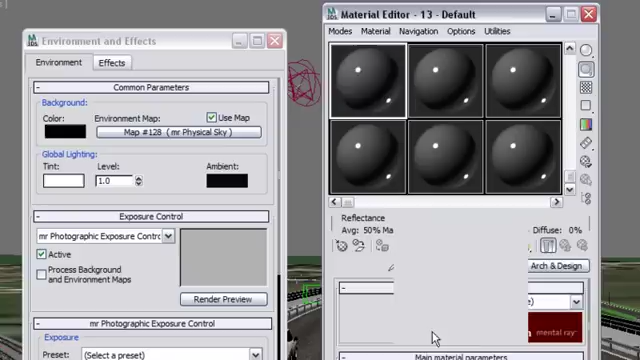 Material Editor - 13 - Default
Modes Material Navigation Options Utilities
Environment and Effects
Environment Effects
Common Parameters
Background:
Color: Environment Map: Use Map
Map #128 ( mr Physical Sky )
Global Lighting:
Tint: Level: Ambient:
1.0
Exposure Control
mr Photographic Exposure Contro
Active
Process Background
and Environment Maps
Render Preview
mr Photographic Exposure Control
Exposure
Preset: (Select a preset)
Reflectance
Avg: 50% Ma Diffuse: 0%
Arch & Design
mental ray
Main material parameters